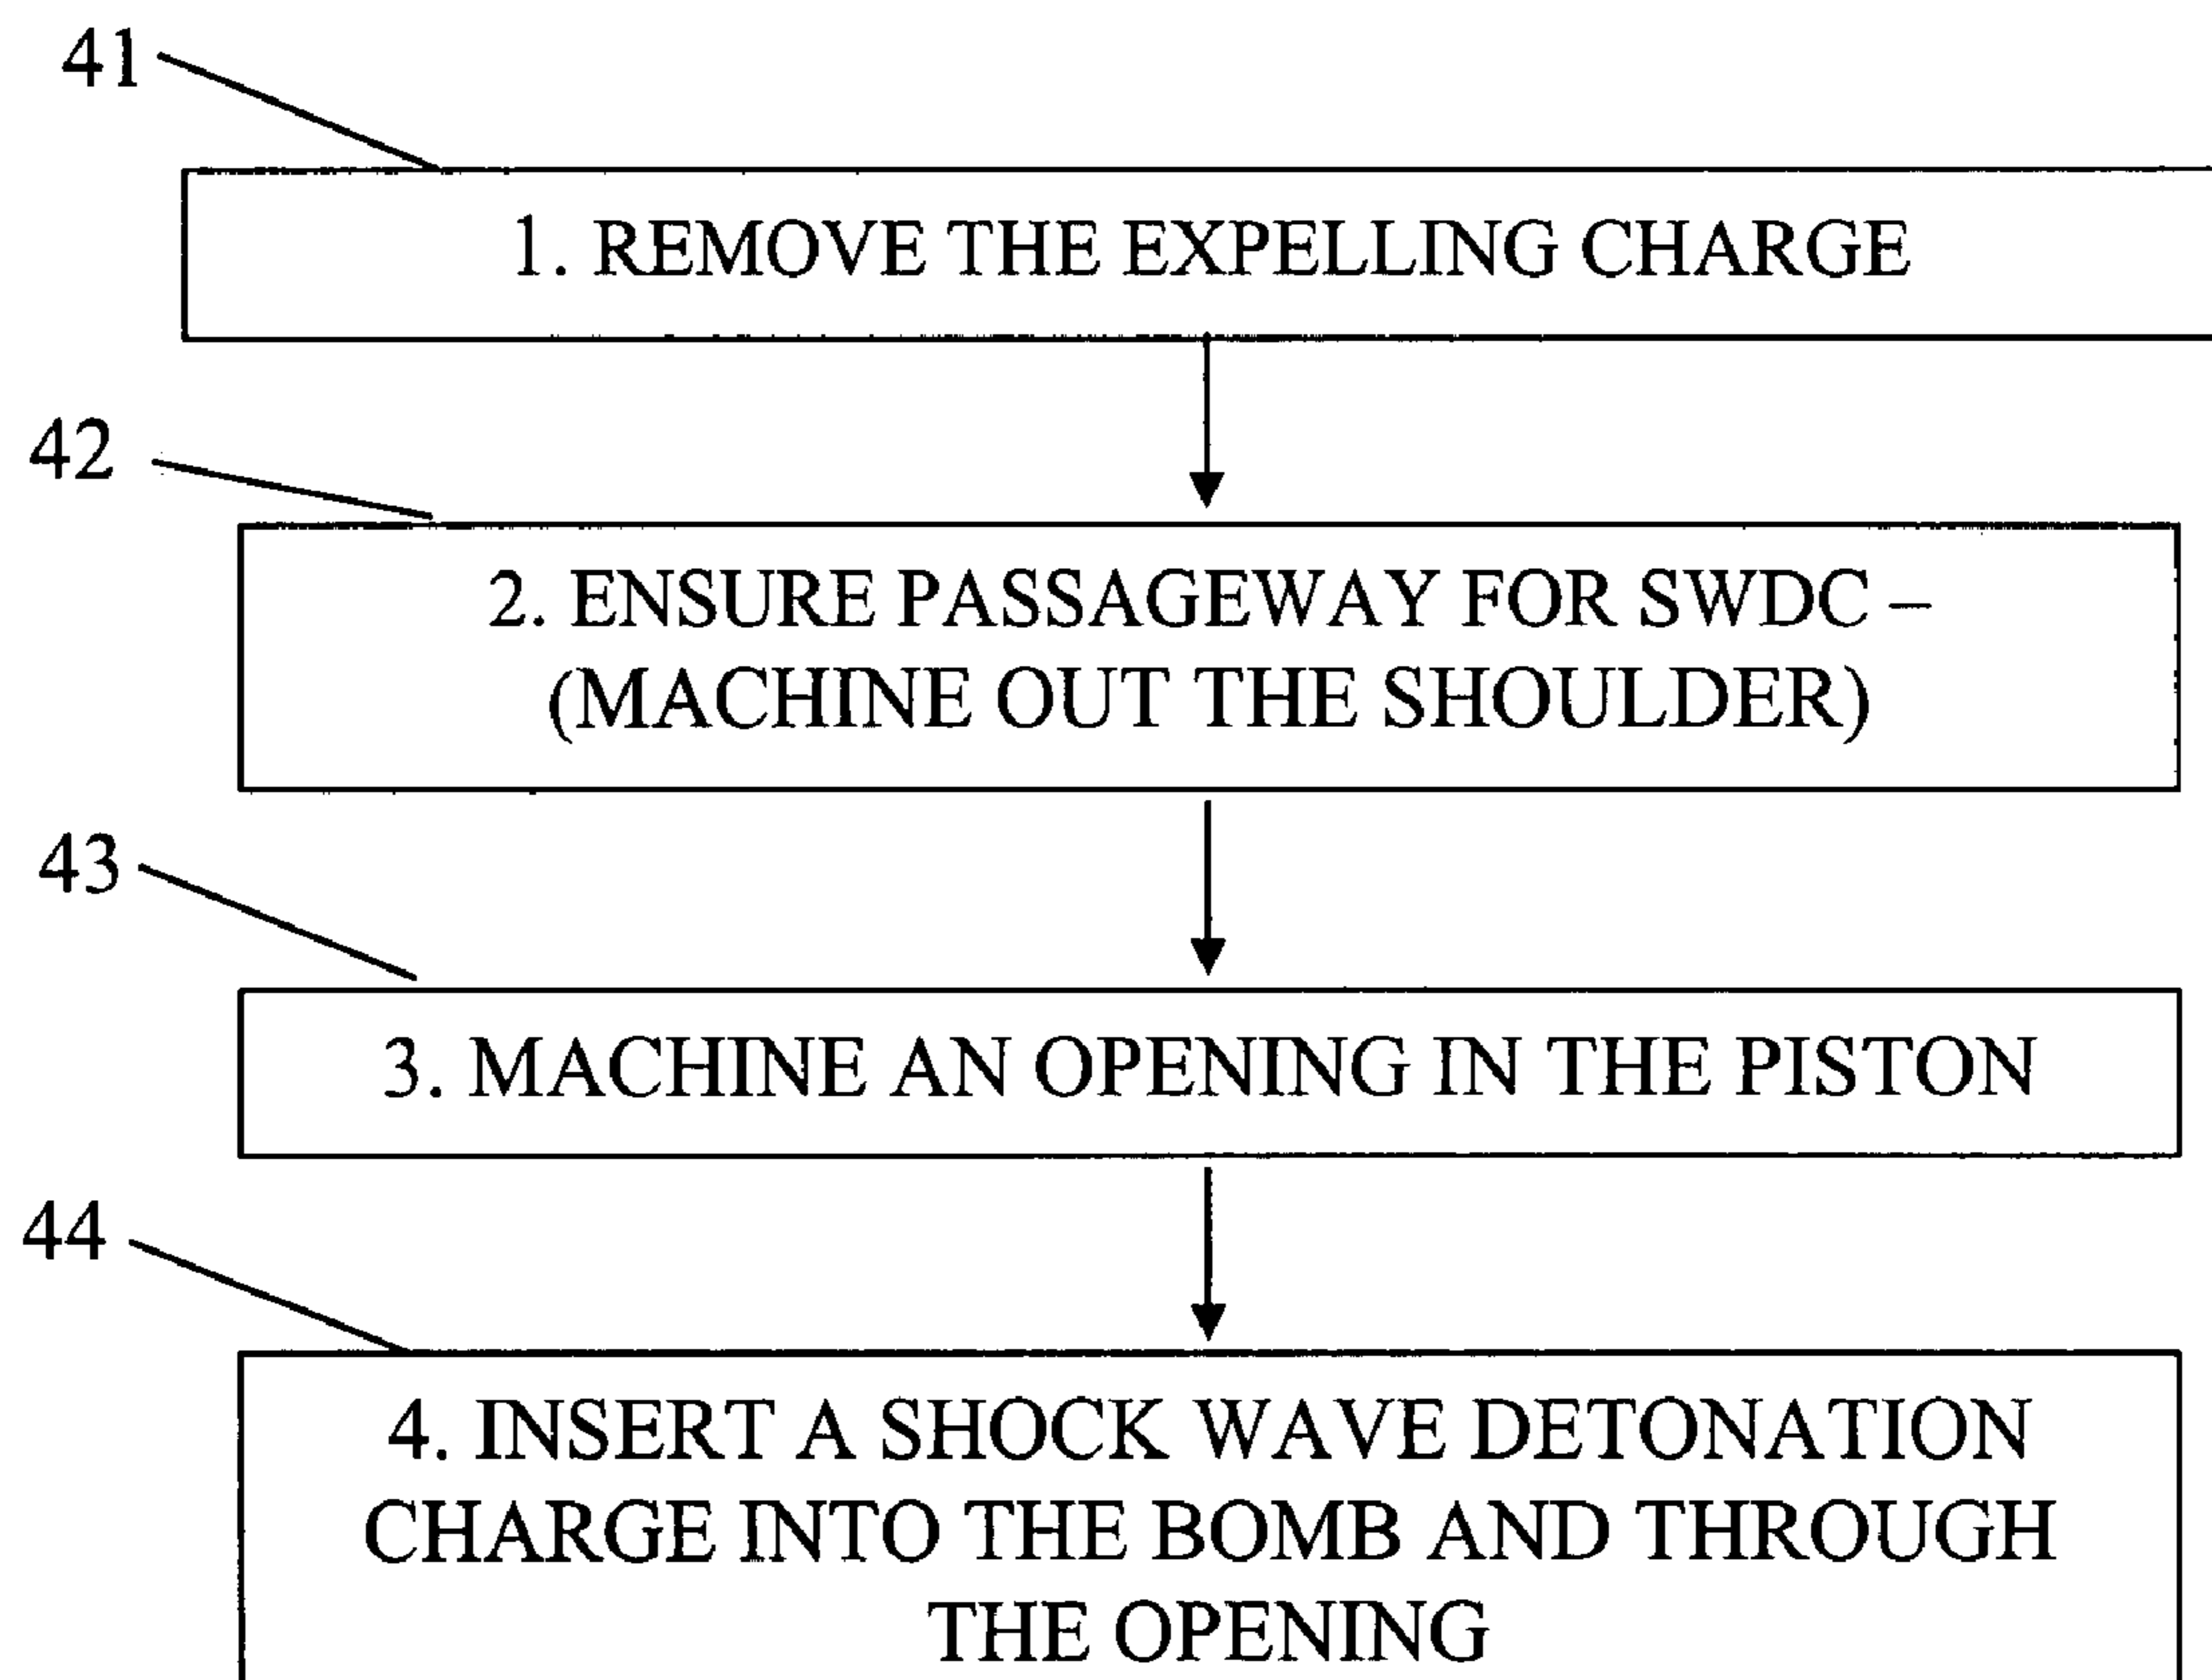 41
1. REMOVE THE EXPELLING CHARGE
42
2. ENSURE PASSAGEWAY FOR SWDC –
(MACHINE OUT THE SHOULDER)
43
3. MACHINE AN OPENING IN THE PISTON
44
4. INSERT A SHOCK WAVE DETONATION
CHARGE INTO THE BOMB AND THROUGH
THE OPENING